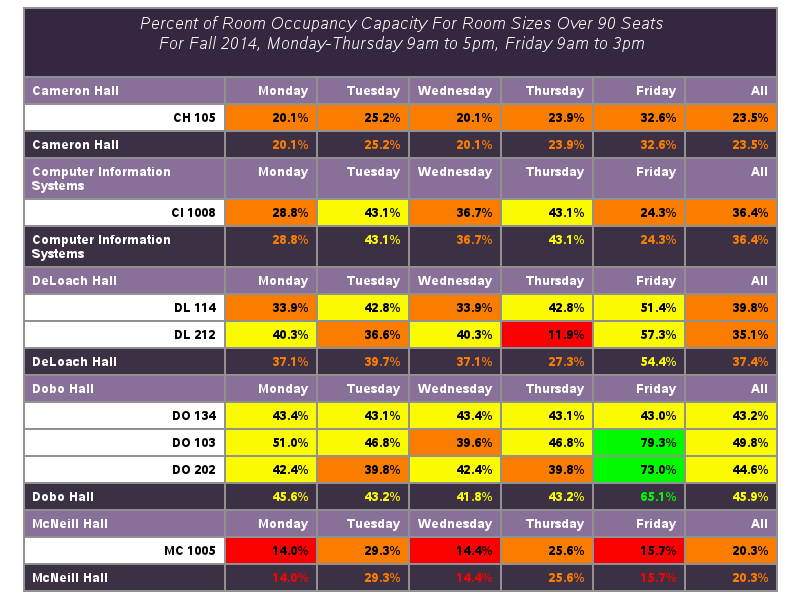 Percent of Room Occupancy Capacity For Room Sizes Over 90 Seats
For Fall 2014, Monday-Thursday 9am to 5pm, Friday 9am to 3pm
Cameron Hall Monday Tuesday Wednesday Thursday Friday All
CH 105 20.1% 25.2% 20.1% 23.9% 32.6% 23.5%
Cameron Hall 20.1% 25.2% 20.1% 23.9% 32.6% 23.5%
Computer Information Monday Tuesday Wednesday Thursday Friday All
Systems
CI 1008 28.8% 43.1% 36.7% 43.1% 24.3% 36.4%
Computer Information 28.8% 43.1% 36.7% 43.1% 24.3% 36.4%
Systems
DeLoach Hall Monday Tuesday Wednesday Thursday Friday All
DL 114 33.9% 42.8% 33.9% 42.8% 51.4% 39.8%
DL 212 40.3% 36.6% 40.3% 11.9% 57.3% 35.1%
DeLoach Hall 37.1% 39.7% 37.1% 27.3% 54.4% 37.4%
Dobo Hall Monday Tuesday Wednesday Thursday Friday All
DO 134 43.4% 43.1% 43.4% 43.1% 43.0% 43.2%
DO 103 51.0% 46.8% 39.6% 46.8% 79.3% 49.8%
DO 202 42.4% 39.8% 42.4% 39.8% 73.0% 44.6%
Dobo Hall 45.6% 43.2% 41.8% 43.2% 65.1% 45.9%
McNeill Hall Monday Tuesday Wednesday Thursday Friday All
MC 1005 14.0% 29.3% 14.4% 25.6% 15.7% 20.3%
McNeill Hall 14.0% 29.3% 14.4% 25.6% 15.7% 20.3%